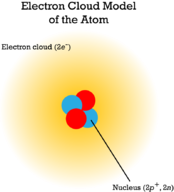 Electron Cloud Model
of the Atom
Electron cloud (2e⁻)
Nucleus (2p⁺, 2n)